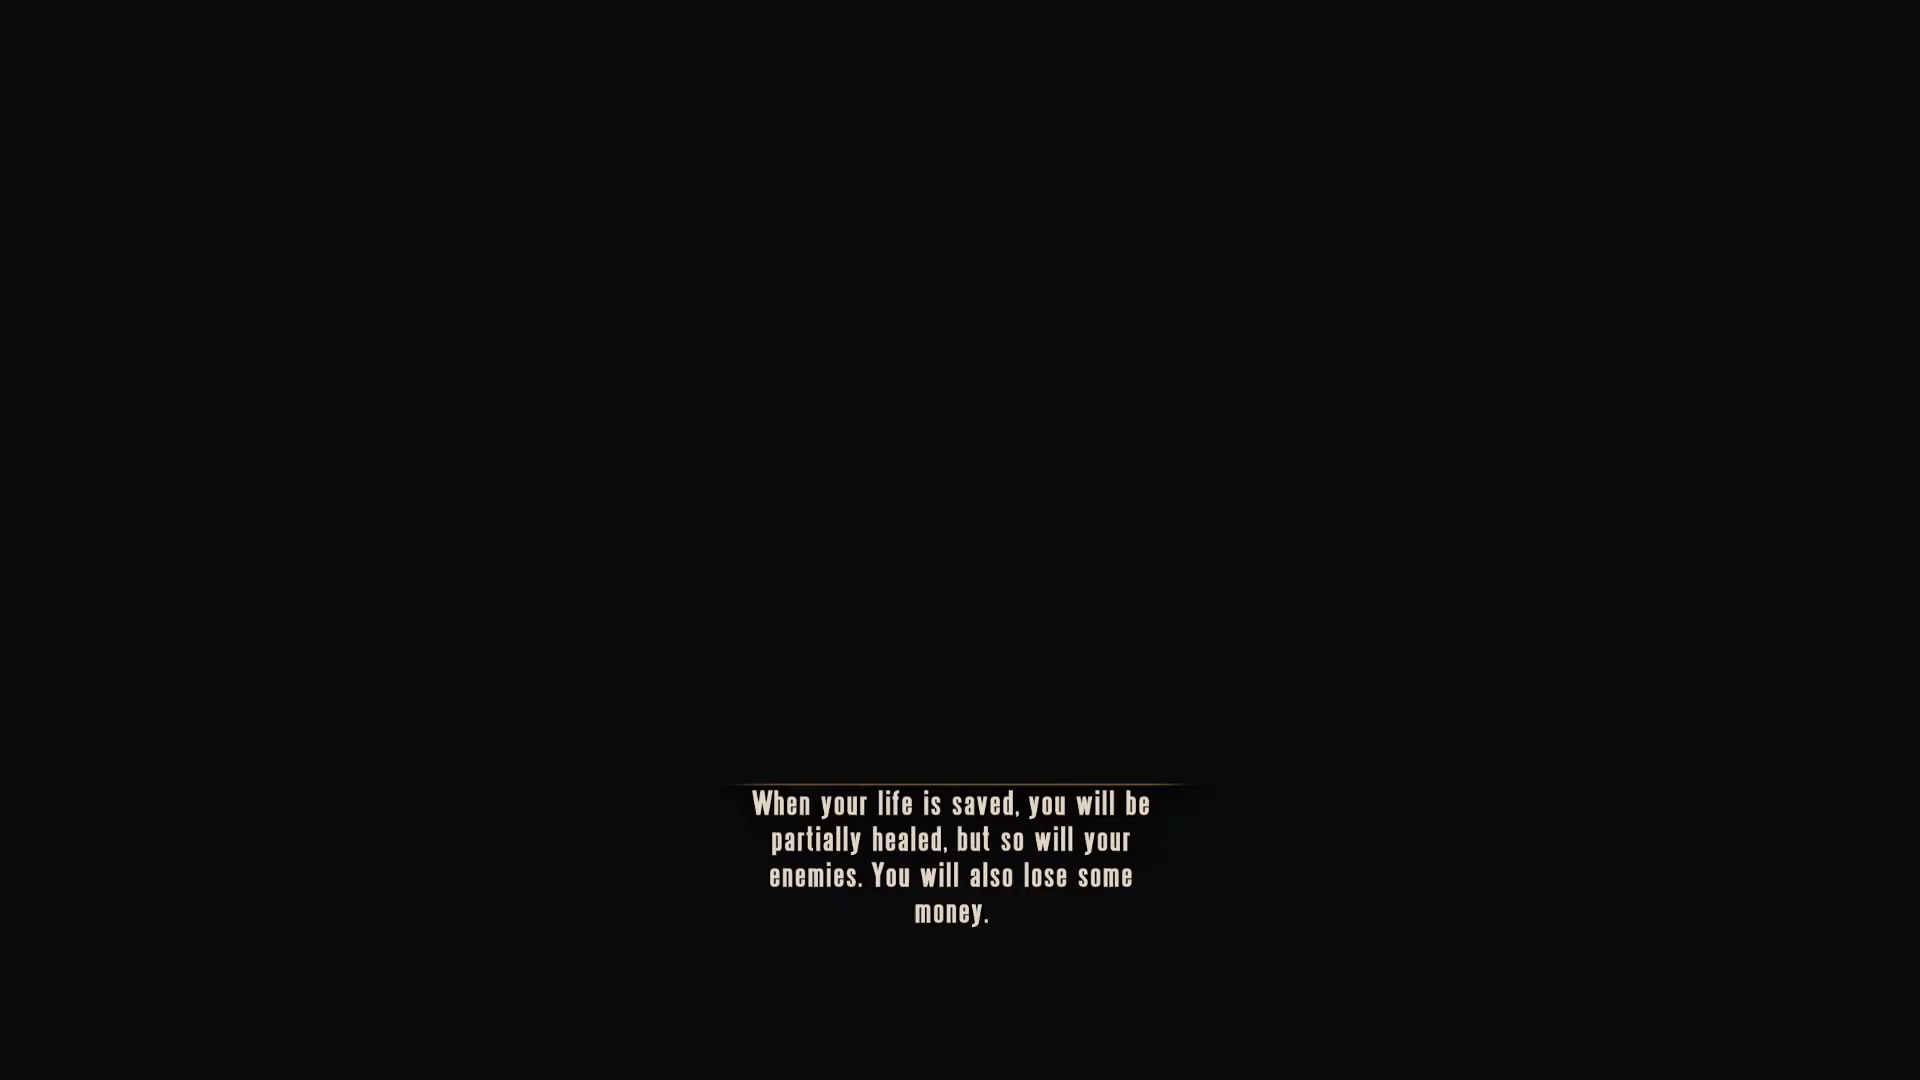 When your life is saved, you will be
partially healed, but so will your
enemies. You will also lose some
money.